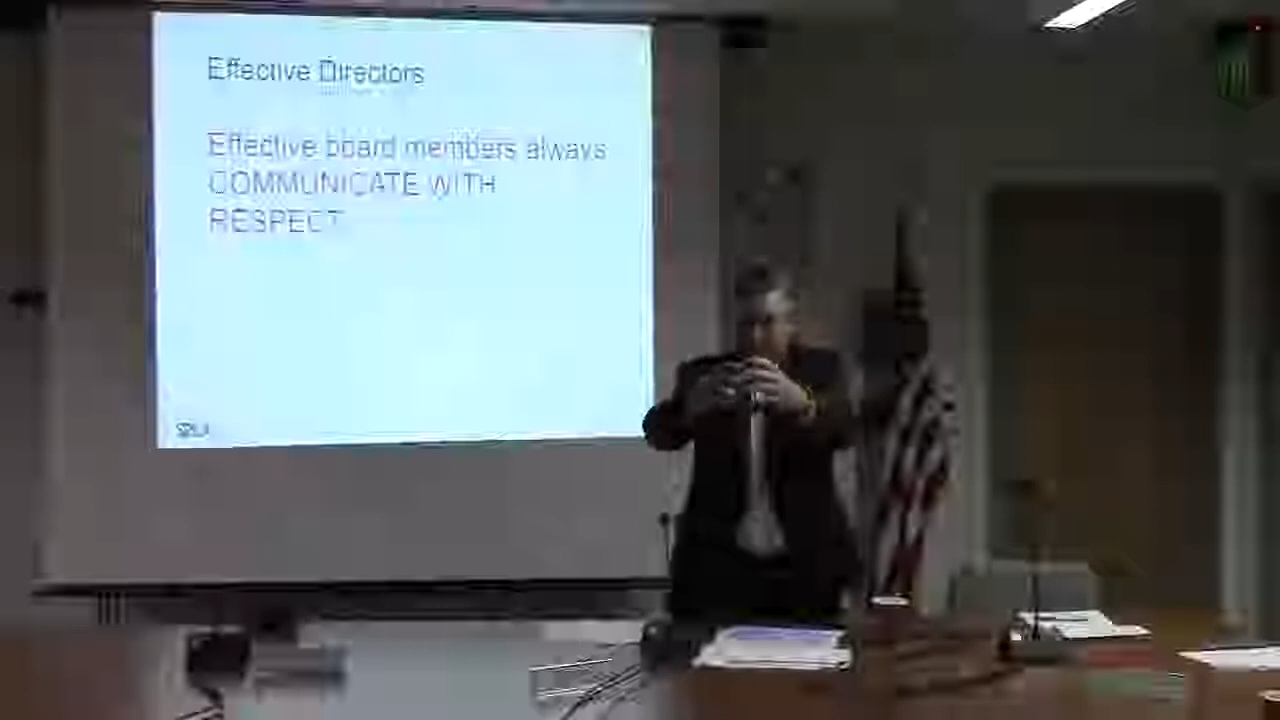 Effective Directors
Effective board members always
COMMUNICATE WITH
RESPECT.